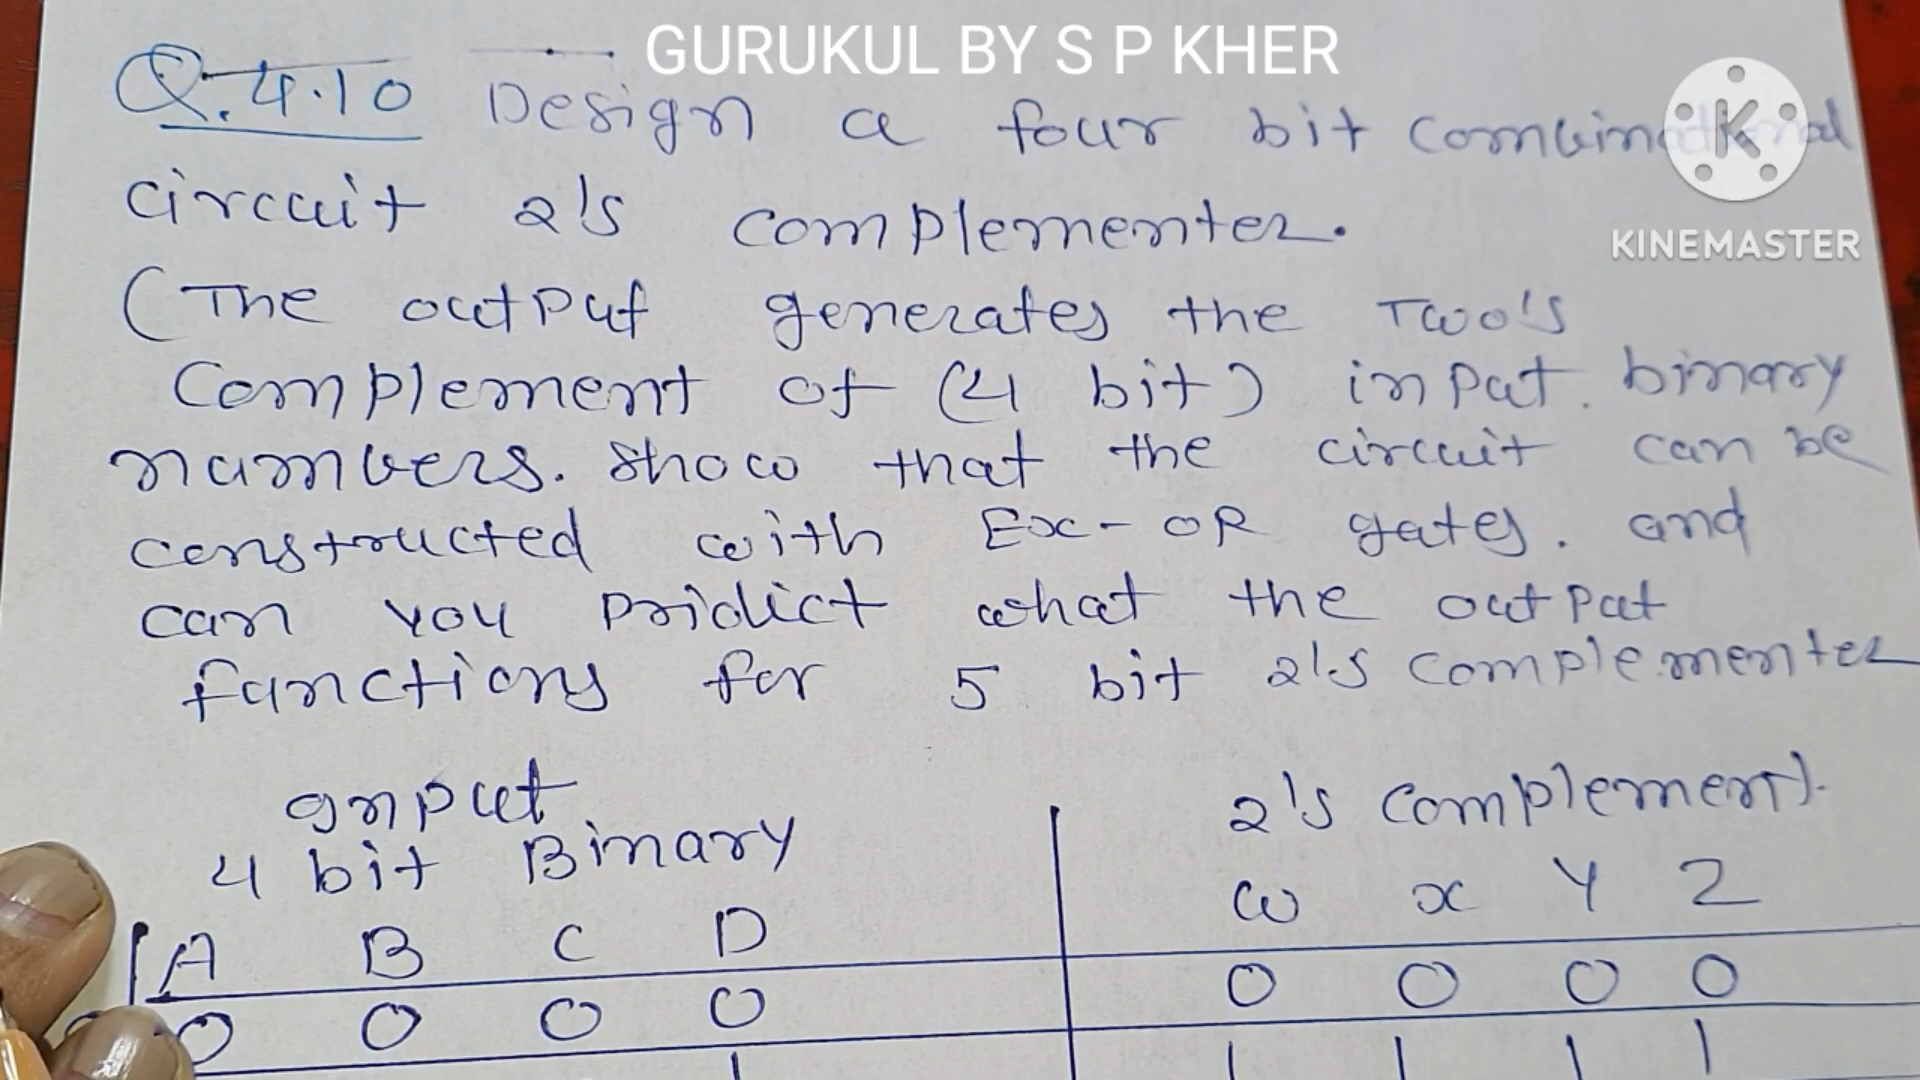 GURUKUL BY S P KHER
Q.4.10 Design a four bit combinational
KINEMASTER
circuit 2's complementer.
(The output generates the Two's
Complement of (4 bit) input binary
numbers. show that the circuit can be
constructed with Ex-OR gates. and
can you pridict what the output
functions for 5 bit 2's complementer
Input
4 bit Binary
2's complement).
A B C D
w x Y Z
0 0 0 0 0 0 0 0
1 1 1 1 1